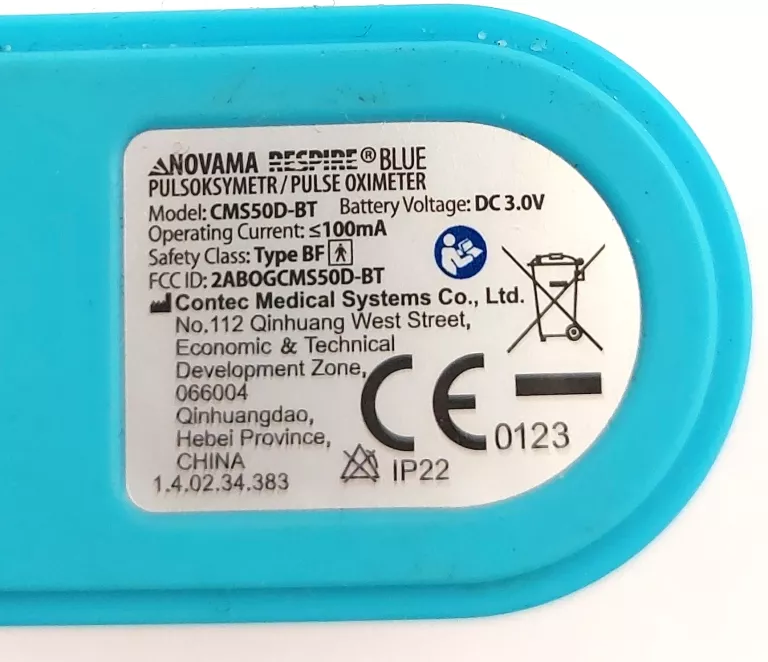 NOVAMA RESPIRE® BLUE
PULSOKSYMETR/PULSE OXIMETER
Model: CMS50D-BT Battery Voltage: DC 3.0V
Operating Current: ≤100mA
Safety Class: Type BF
FCC ID: 2ABOGCMS50D-BT
Contec Medical Systems Co., Ltd.
No.112 Qinhuang West Street,
Economic & Technical
Development Zone,
066004
Qinhuangdao,
Hebei Province,
CHINA
1.4.02.34.383
CE 0123
IP22